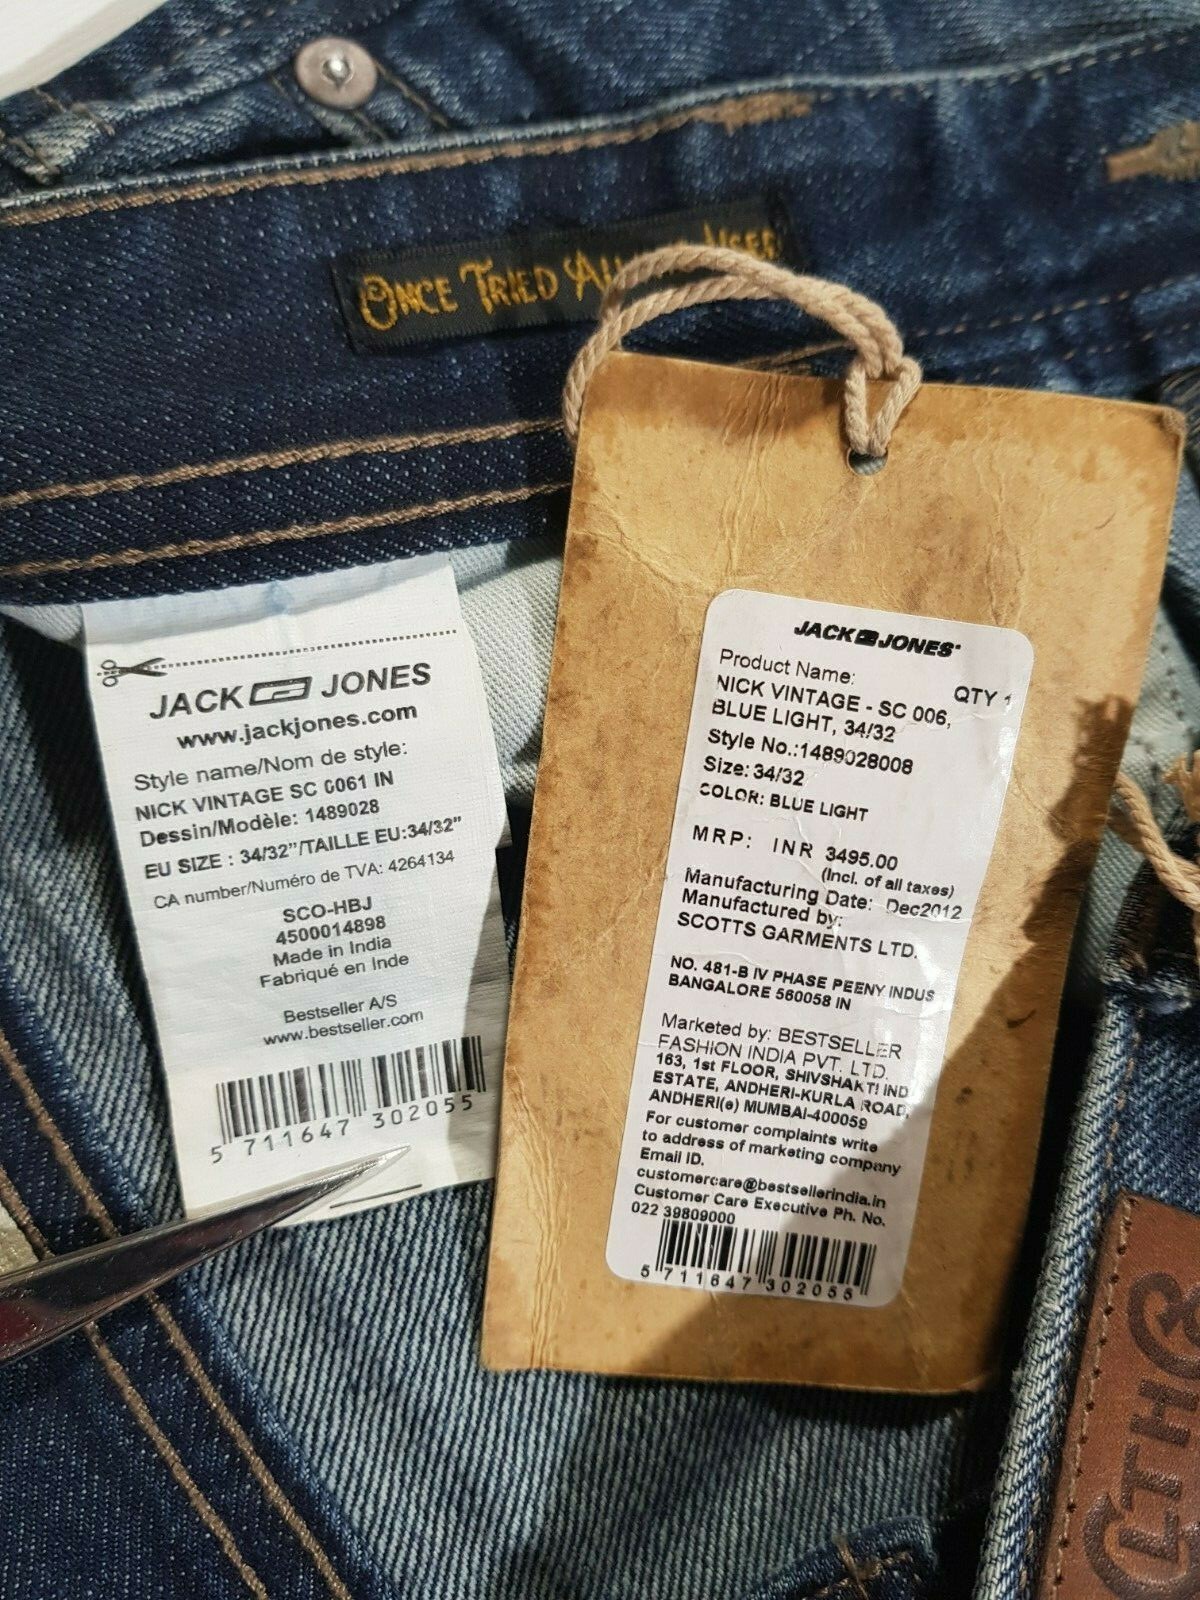 ONCE TRIED
JACK JONES
www.jackjones.com
Style name/Nom de style:
NICK VINTAGE SC 0061 IN
Dessin/Modèle: 1489028
EU SIZE : 34/32"/TAILLE EU:34/32"
CA number/Numéro de TVA: 4264134
SCO-HBJ
4500014898
Made in India
Fabriqué en Inde
Bestseller A/S
www.bestseller.com
5 711647 302055
JACK JONES
Product Name:
QTY 1
NICK VINTAGE - SC 006,
BLUE LIGHT, 34/32
Style No.:1489028008
Size: 34/32
COLOR: BLUE LIGHT
MRP: INR 3495.00
(Incl. of all taxes)
Manufacturing Date: Dec2012
Manufactured by:
SCOTTS GARMENTS LTD.
NO. 481-B IV PHASE PEENY INDUS
BANGALORE 560058 IN
Marketed by: BESTSELLER
FASHION INDIA PVT. LTD.
163, 1st FLOOR, SHIVSHAKTI IND
ESTATE, ANDHERI-KURLA ROAD,
ANDHERI(e) MUMBAI-400059
For customer complaints write
to address of marketing company
Email ID.
customercare@bestsellerindia.in
Customer Care Executive Ph. No.
022 39809000
5 711647 302055